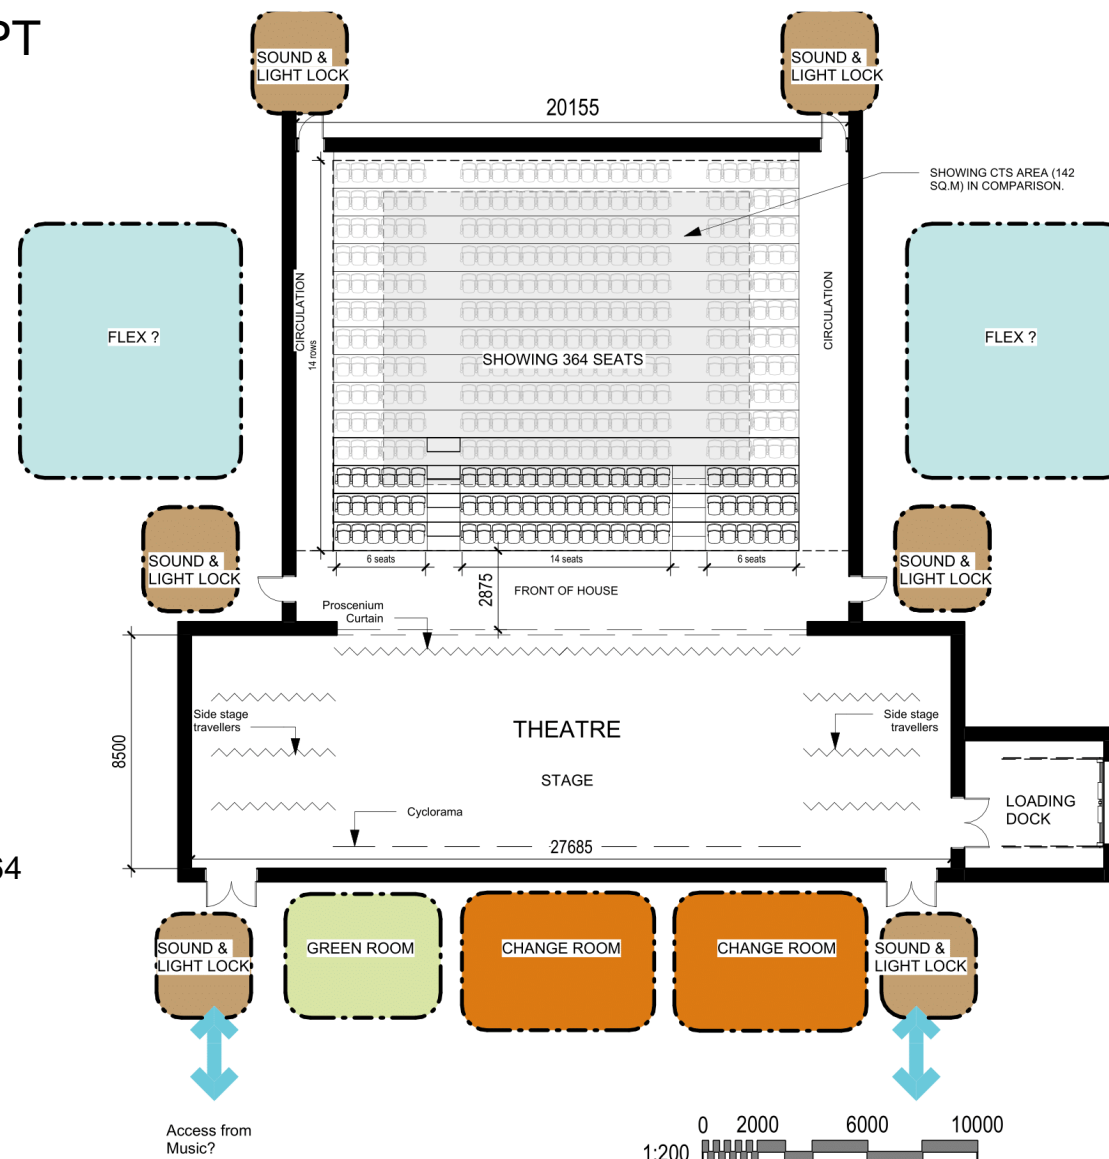 PT
SOUND &
LIGHT LOCK
SOUND &
LIGHT LOCK
20155
SHOWING CTS AREA (142
SQ.M) IN COMPARISON.
CIRCULATION
14 rows
CIRCULATION
FLEX ?
FLEX ?
SHOWING 364 SEATS
SOUND &
LIGHT LOCK
6 seats
14 seats
6 seats
SOUND &
LIGHT LOCK
2875
FRONT OF HOUSE
Proscenium
Curtain
Side stage
travellers
THEATRE
Side stage
travellers
8500
STAGE
Cyclorama
LOADING
DOCK
27685
64
SOUND &
LIGHT LOCK
GREEN ROOM
CHANGE ROOM
CHANGE ROOM
SOUND &
LIGHT LOCK
Access from
Music?
0 2000 6000 10000
1:200